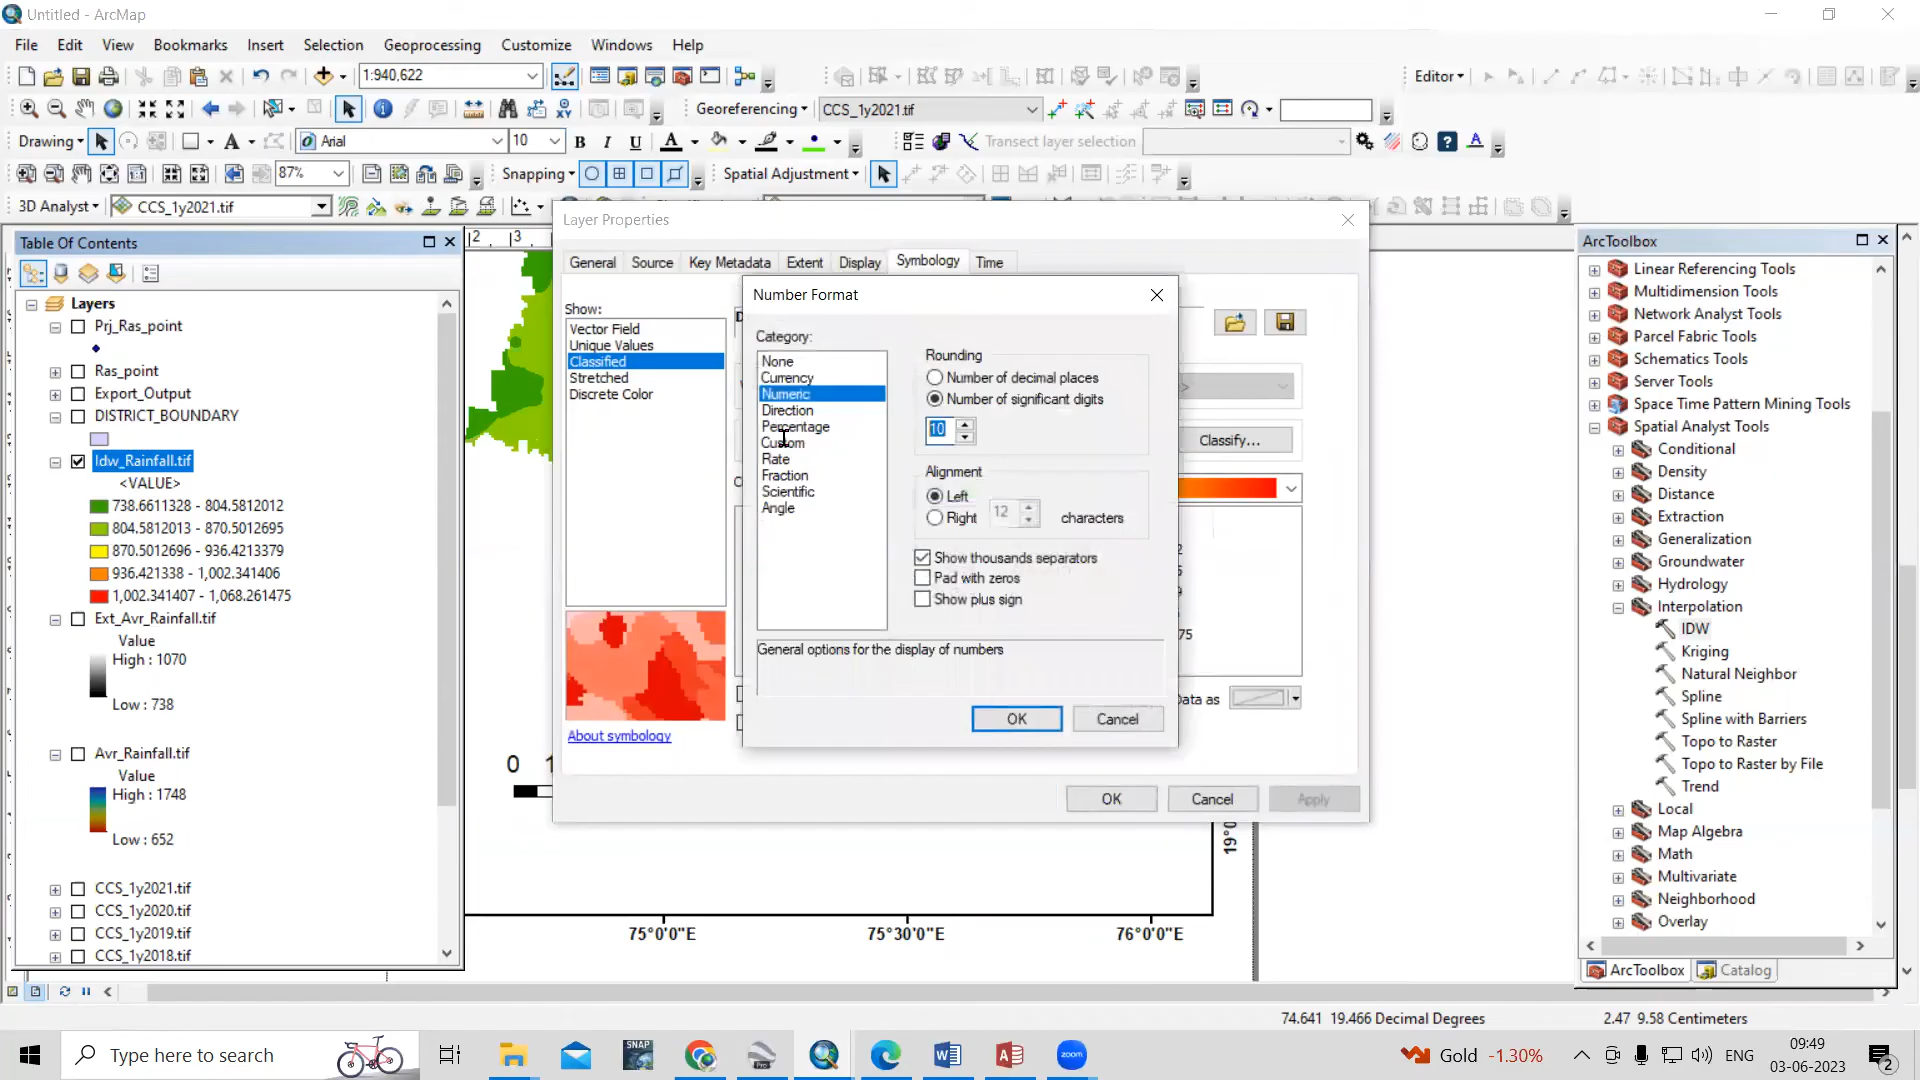 Untitled - ArcMap
File Edit View Bookmarks Insert Selection Geoprocessing Customize Windows Help
1:940,622
Editor
Georeferencing CCS_1y2021.tif
Drawing A Arial 10 B I U A Transect layer selection
87% Snapping Spatial Adjustment
3D Analyst CCS_1y2021.tif
Table Of Contents
Layers
Prj_Ras_point
Ras_point
Export_Output
DISTRICT_BOUNDARY
Idw_Rainfall.tif
<VALUE>
738.6611328 - 804.5812012
804.5812013 - 870.5012695
870.5012696 - 936.4213379
936.421338 - 1,002.341406
1,002.341407 - 1,068.261475
Ext_Avr_Rainfall.tif
Value
High : 1070
Low : 738
Avr_Rainfall.tif
Value
High : 1748
Low : 652
CCS_1y2021.tif
CCS_1y2020.tif
CCS_1y2019.tif
CCS_1y2018.tif
2 3
Layer Properties
General Source Key Metadata Extent Display Symbology Time
Show:
Vector Field
Unique Values
Classified
Stretched
Discrete Color
About symbology
Classify...
75
Data as
OK Cancel Apply
Number Format
Category:
None
Currency
Numeric
Direction
Percentage
Custom
Rate
Fraction
Scientific
Angle
Rounding
Number of decimal places
Number of significant digits
10
Alignment
Left
Right 12 characters
Show thousands separators
Pad with zeros
Show plus sign
General options for the display of numbers
OK Cancel
0
75°0'0"E 75°30'0"E 76°0'0"E
ArcToolbox
Linear Referencing Tools
Multidimension Tools
Network Analyst Tools
Parcel Fabric Tools
Schematics Tools
Server Tools
Space Time Pattern Mining Tools
Spatial Analyst Tools
Conditional
Density
Distance
Extraction
Generalization
Groundwater
Hydrology
Interpolation
IDW
Kriging
Natural Neighbor
Spline
Spline with Barriers
Topo to Raster
Topo to Raster by File
Trend
Local
Map Algebra
Math
Multivariate
Neighborhood
Overlay
ArcToolbox Catalog
74.641 19.466 Decimal Degrees 2.47 9.58 Centimeters
Type here to search
SNAP
Pro
zoom
Gold -1.30%
ENG
09:49
03-06-2023
2